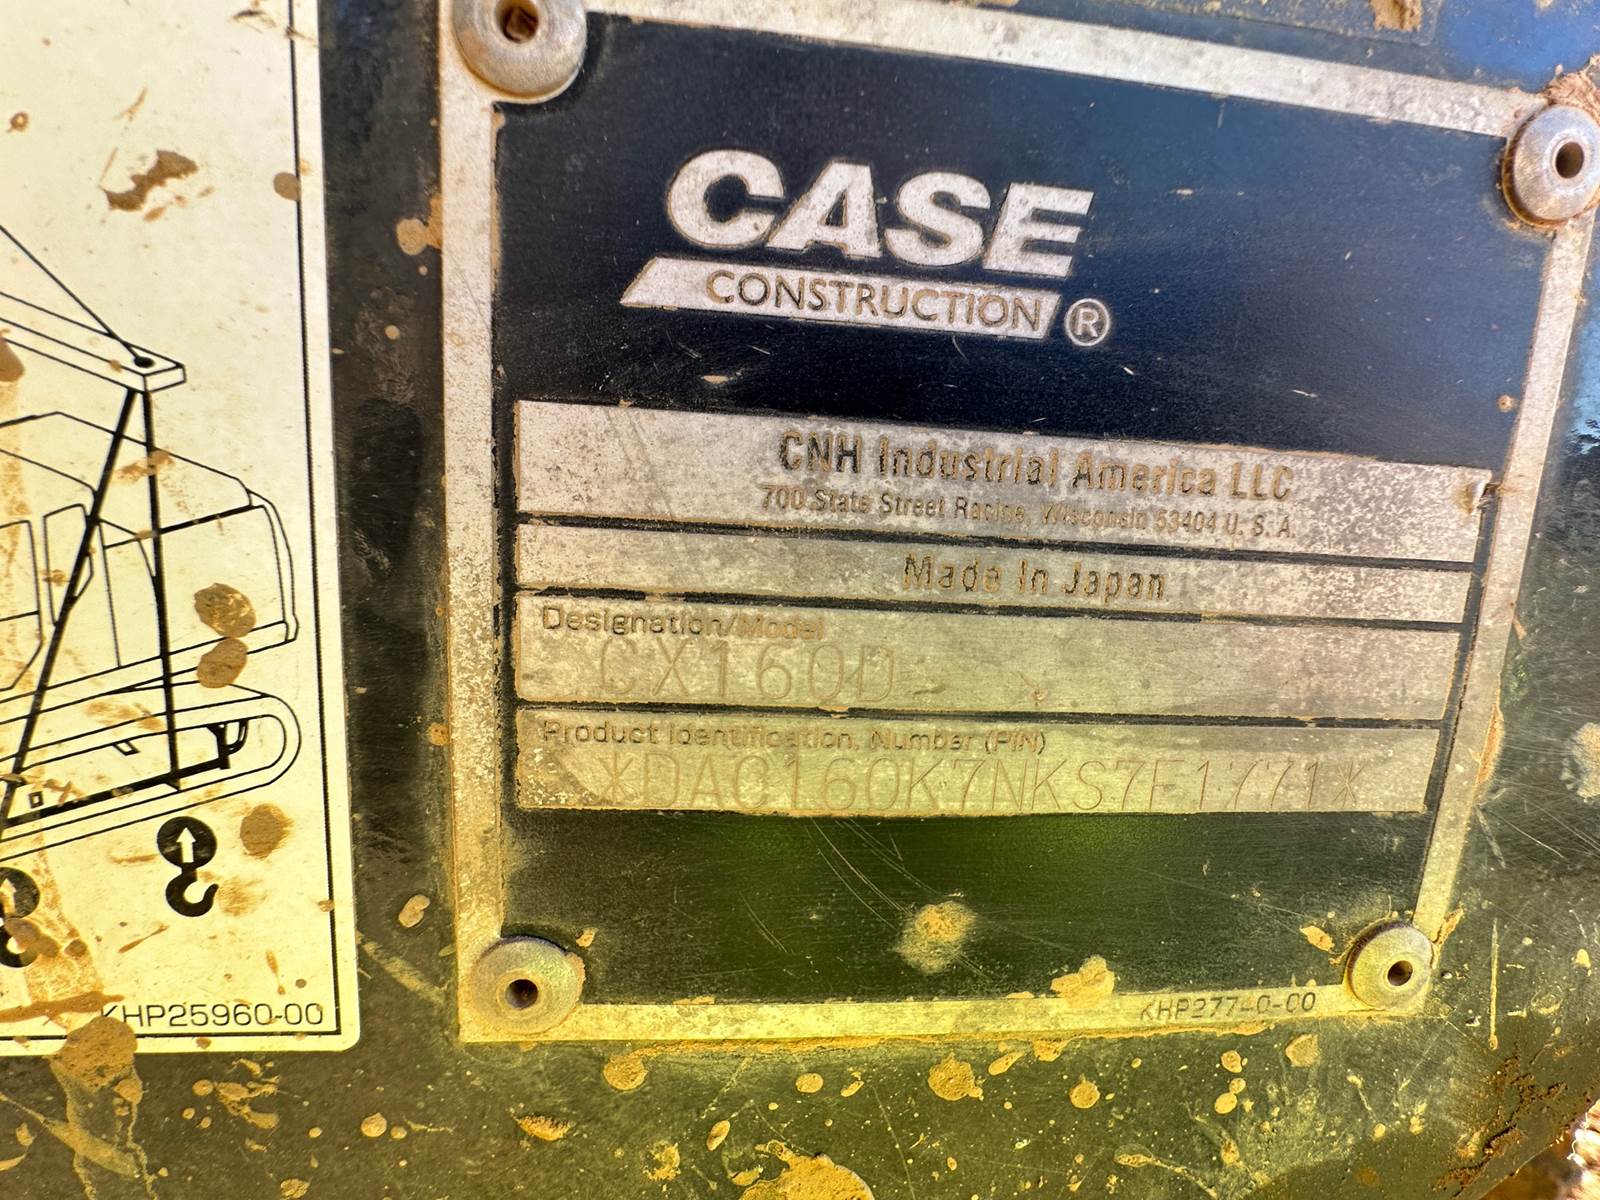 CASE
CONSTRUCTION ®
CNH Industrial America LLC
700 State Street Racine, Wisconsin 53404 U. S. A.
Made In Japan
Designation/Model
CX160D
Product Identification Number (PIN)
*DAC160K7NKS7F1771*
KHP27740-00
KHP25960-00